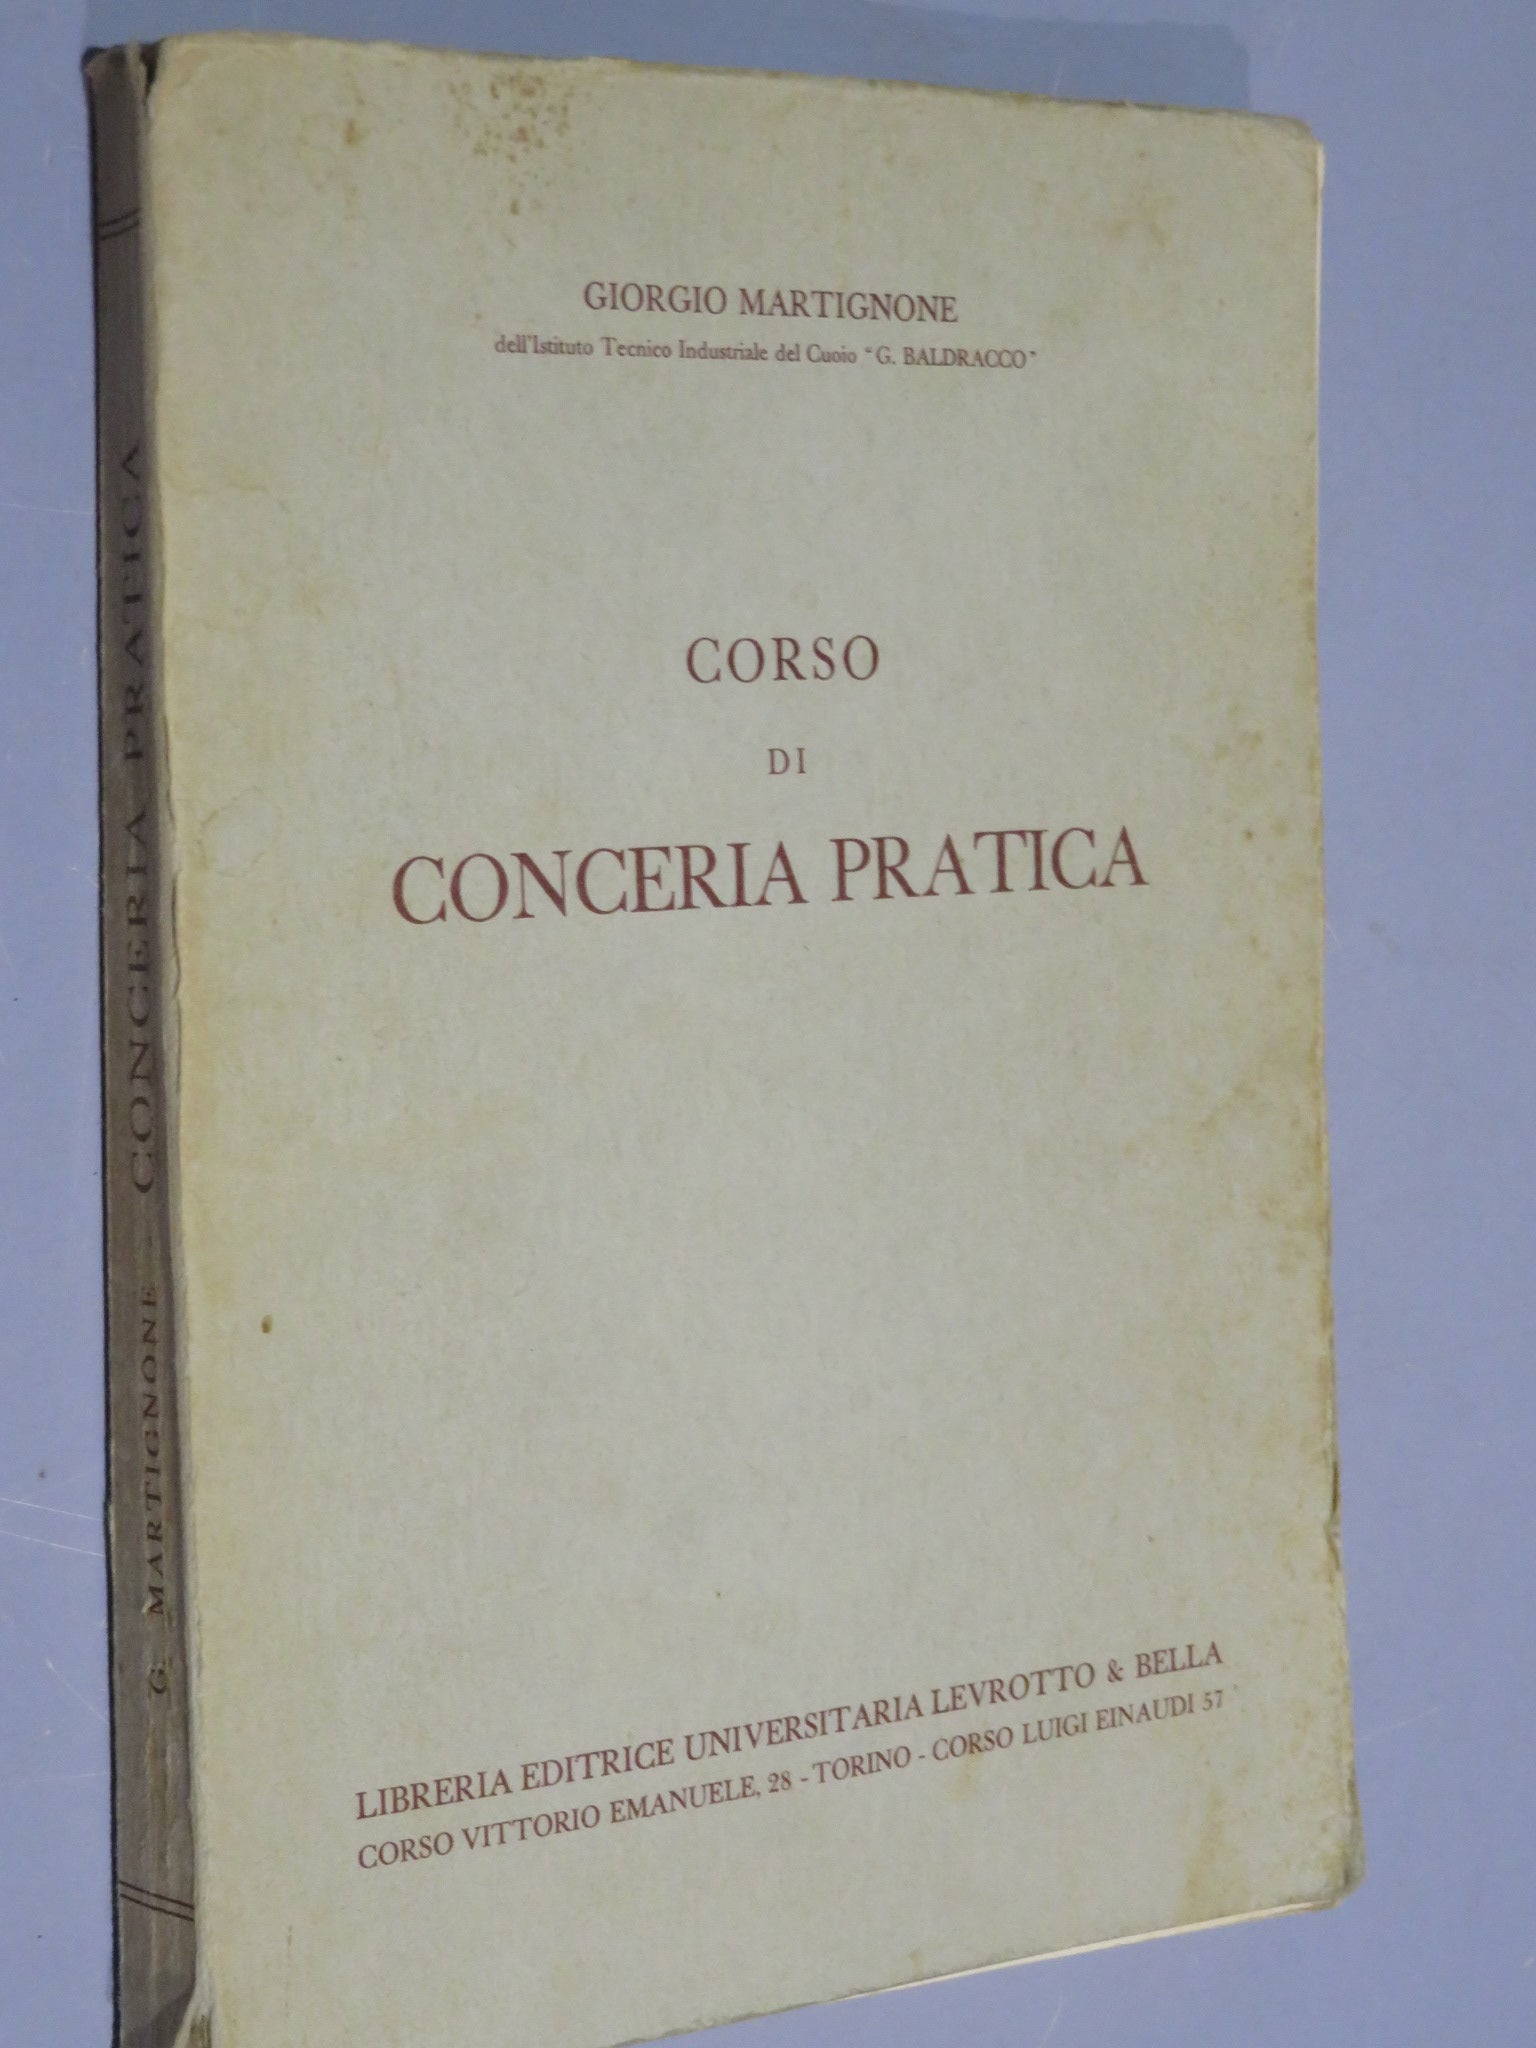 GIORGIO MARTIGNONE
dell'Istituto Tecnico Industriale del Cuoio "G. BALDRACCO"
CORSO
DI
CONCERIA PRATICA
LIBRERIA EDITRICE UNIVERSITARIA LEVROTTO & BELLA
CORSO VITTORIO EMANUELE, 28 - TORINO - CORSO LUIGI EINAUDI 57
G. MARTIGNONE - CONCERIA PRATICA